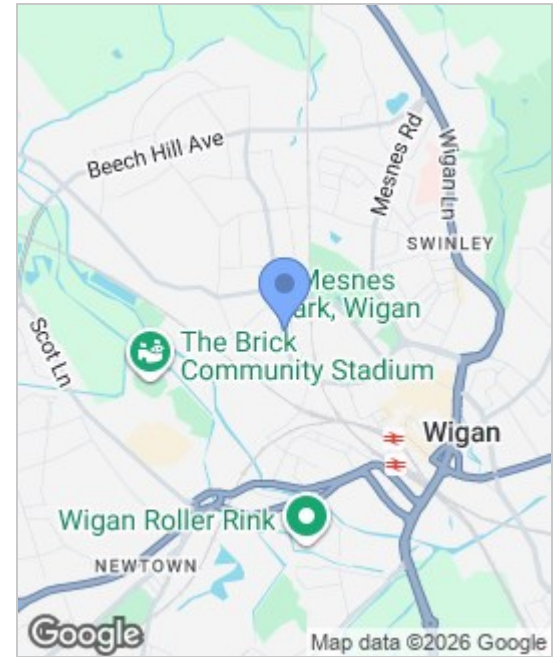 Beech Hill Ave
Mesnes Rd
Wigan Ln
SWINLEY
Mesnes
ark, Wigan
Scot Ln
The Brick
Community Stadium
Wigan
Wigan Roller Rink
NEWTOWN
Google
Map data ©2026 Google